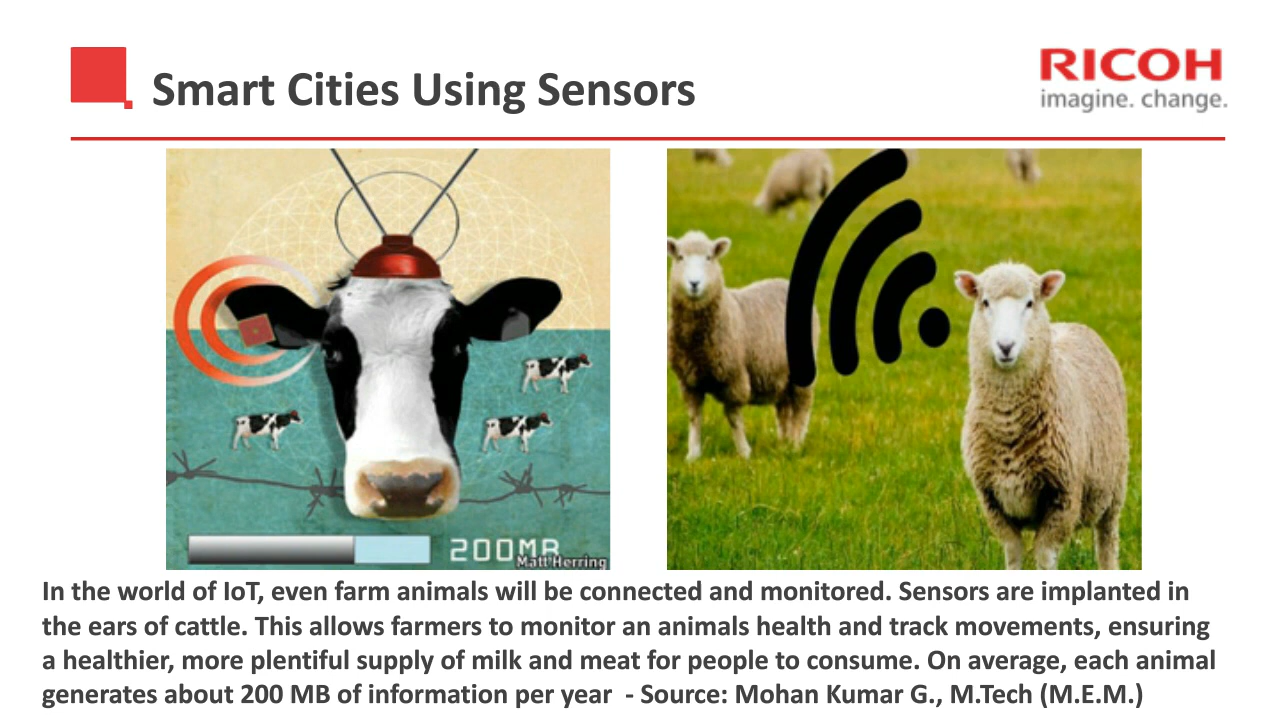 Smart Cities Using Sensors
RICOH
imagine. change.
200MB
Matt Herring
In the world of IoT, even farm animals will be connected and monitored. Sensors are implanted in
the ears of cattle. This allows farmers to monitor an animals health and track movements, ensuring
a healthier, more plentiful supply of milk and meat for people to consume. On average, each animal
generates about 200 MB of information per year  - Source: Mohan Kumar G., M.Tech (M.E.M.)